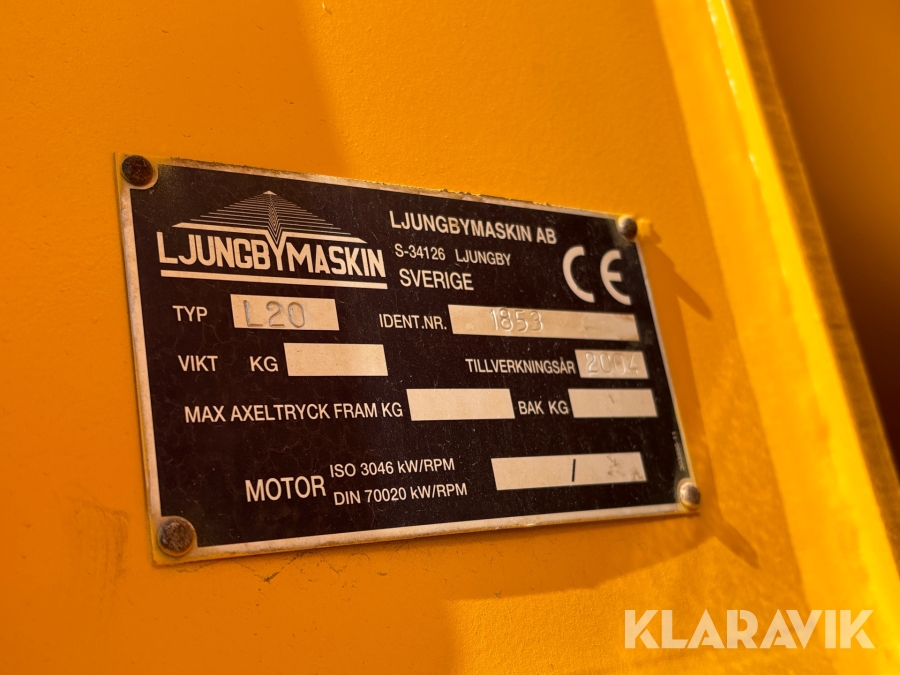 KLARAVIK
LJUNGBYMASKIN
LJUNGBYMASKIN AB
S-34126 LJUNGBY
SVERIGE
CE
TYP L20 IDENT.NR. 1853
VIKT KG TILLVERKNINGSÅR 2004
MAX AXELTRYCK FRAM KG BAK KG
MOTOR ISO 3046 kW/RPM /
DIN 70020 kW/RPM
KLARAVIK